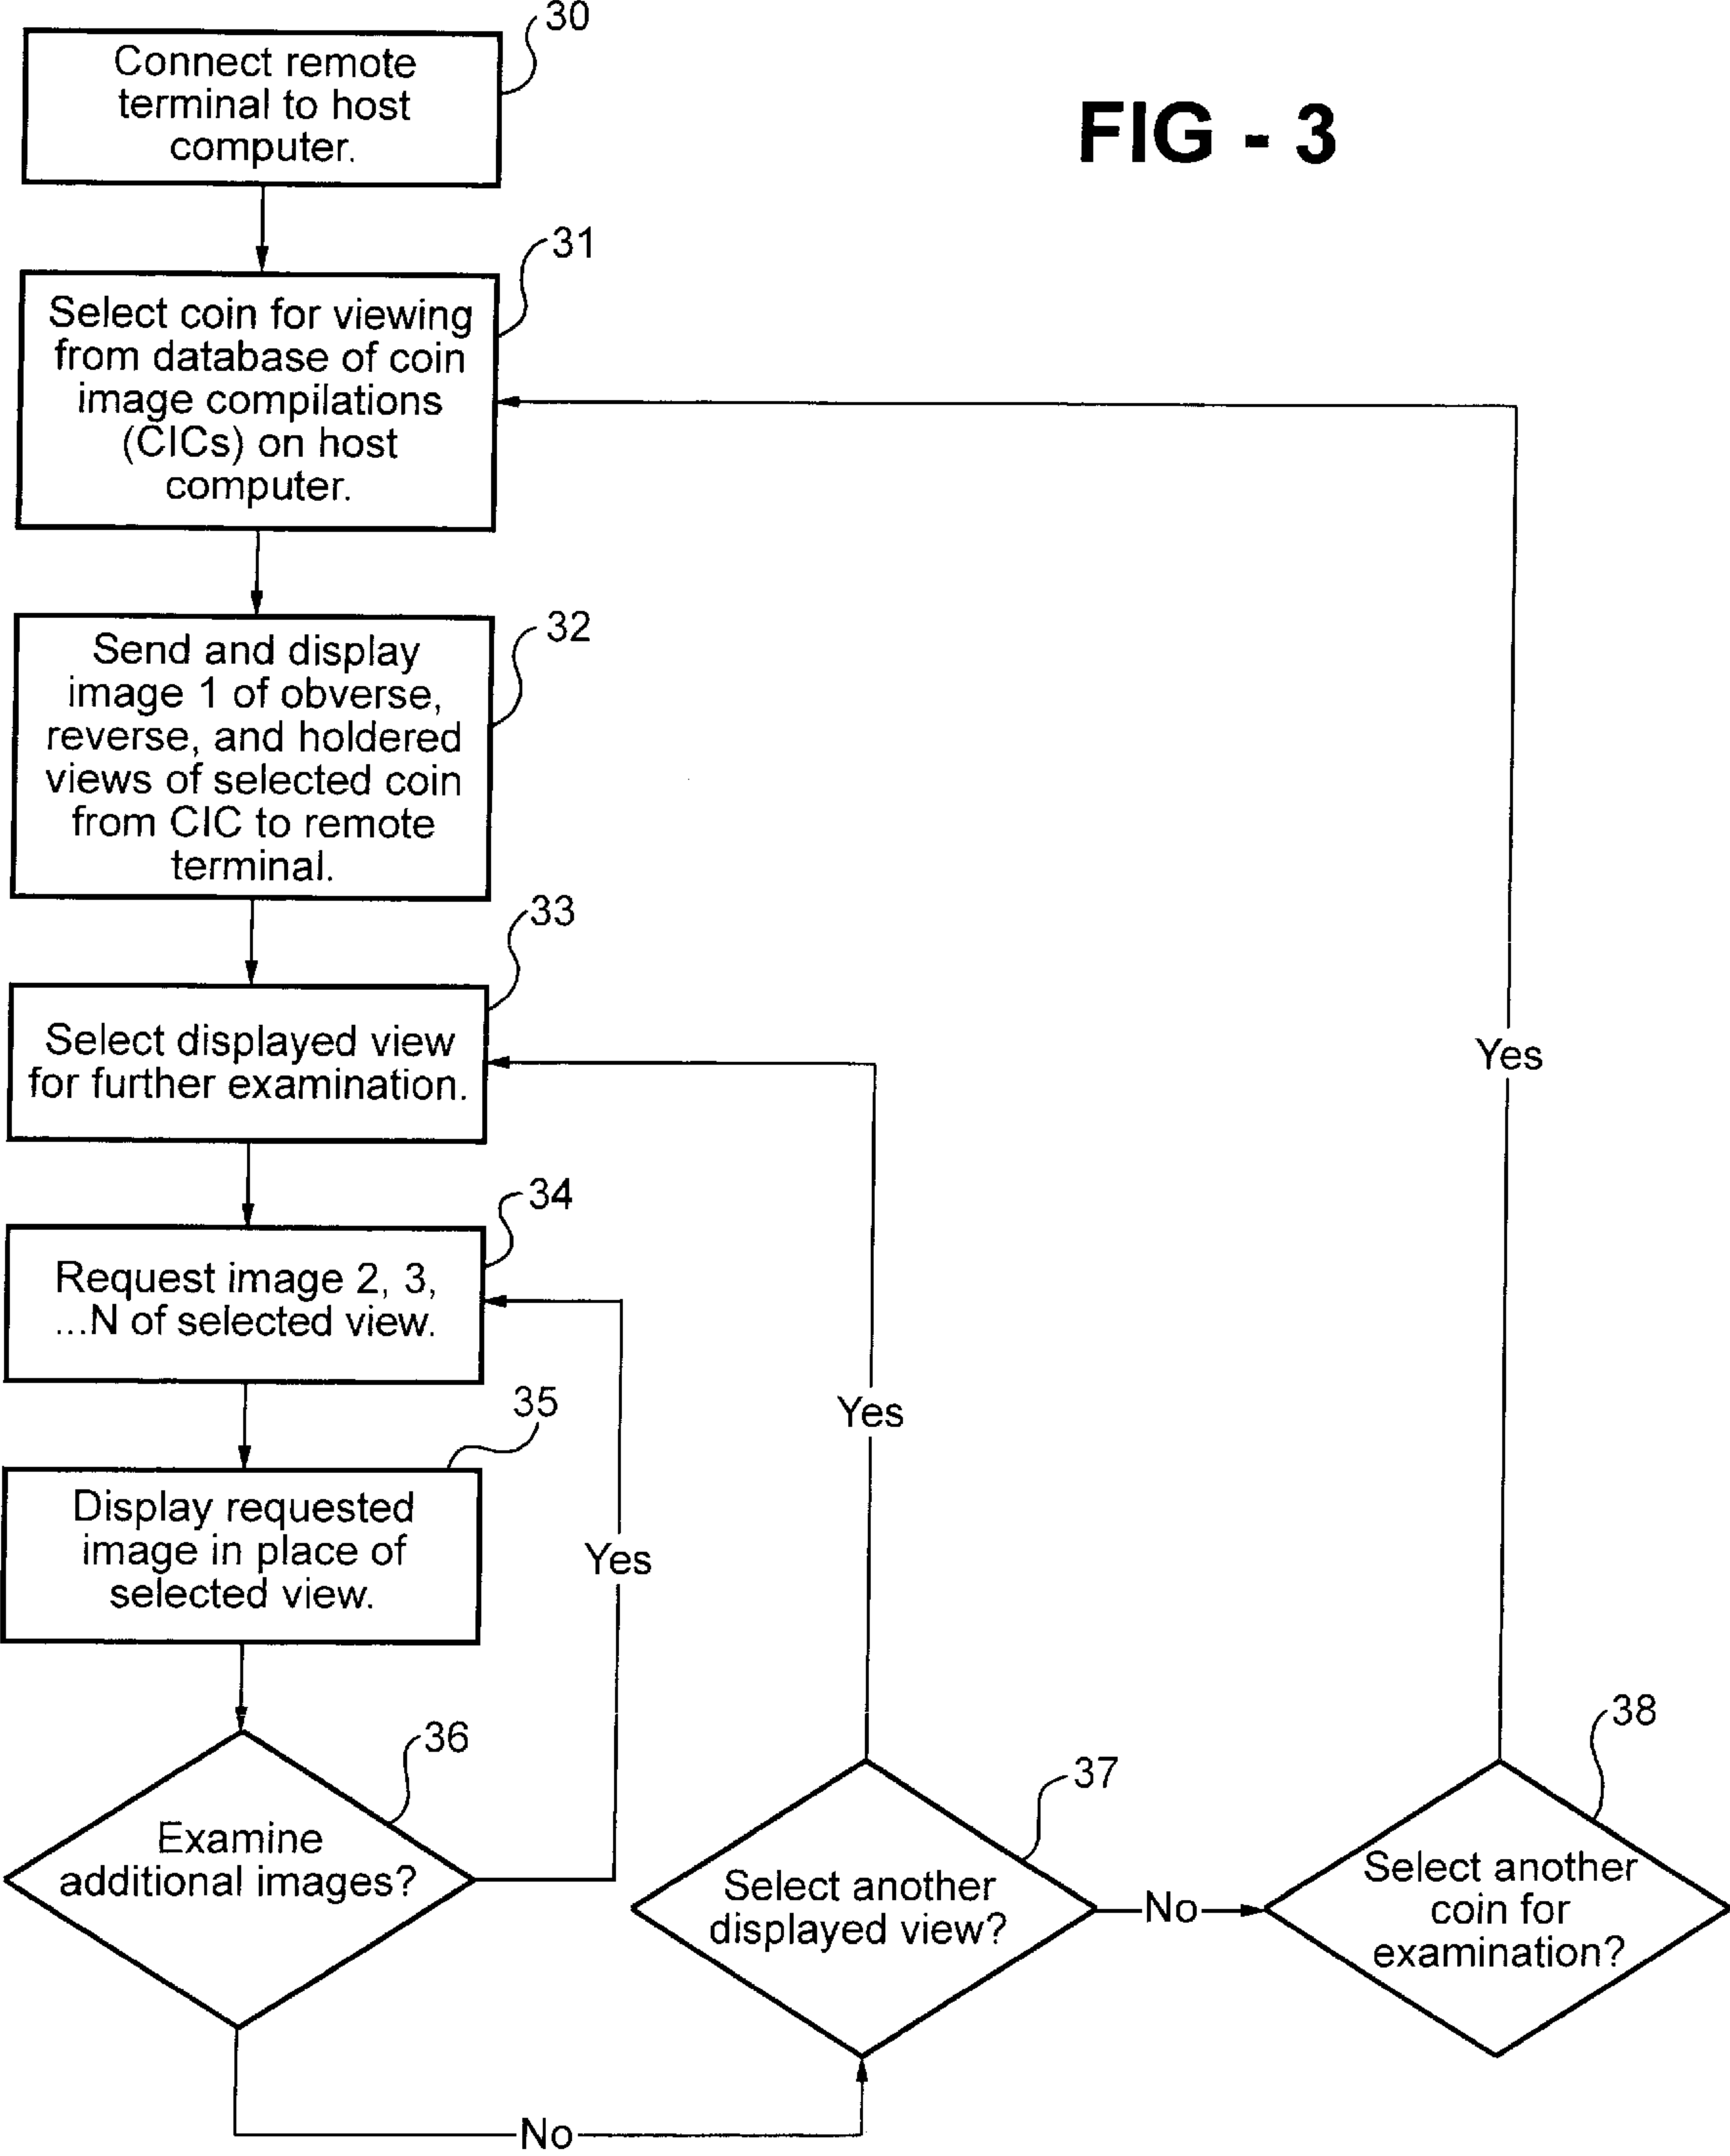 30
Connect remote
terminal to host
computer.
FIG - 3
31
Select coin for viewing
from database of coin
image compilations
(CICs) on host
computer.
32
Send and display
image 1 of obverse,
reverse, and holdered
views of selected coin
from CIC to remote
terminal.
33
Select displayed view
for further examination.
Yes
34
Request image 2, 3,
...N of selected view.
Yes
35
Display requested
image in place of
selected view.
Yes
36
Examine
additional images?
37
Select another
displayed view?
No
38
Select another
coin for
examination?
No